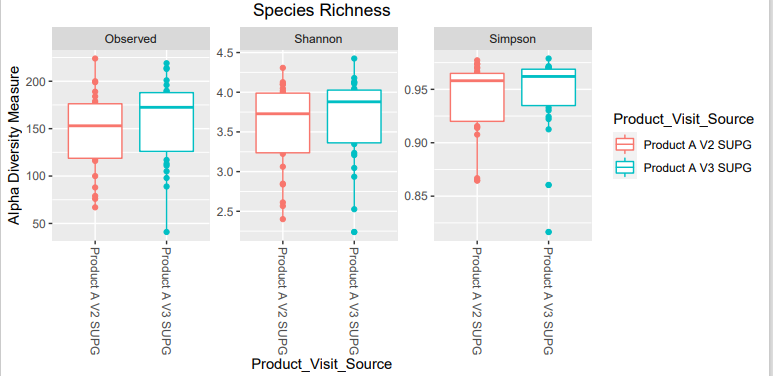 Species Richness
Observed
Shannon
Simpson
Alpha Diversity Measure
200
150
100
50
4.5
4.0
3.5
3.0
2.5
0.95
0.90
0.85
Product A V2 SUPG
Product A V3 SUPG
Product A V2 SUPG
Product A V3 SUPG
Product A V2 SUPG
Product A V3 SUPG
Product_Visit_Source
Product_Visit_Source
Product A V2 SUPG
Product A V3 SUPG